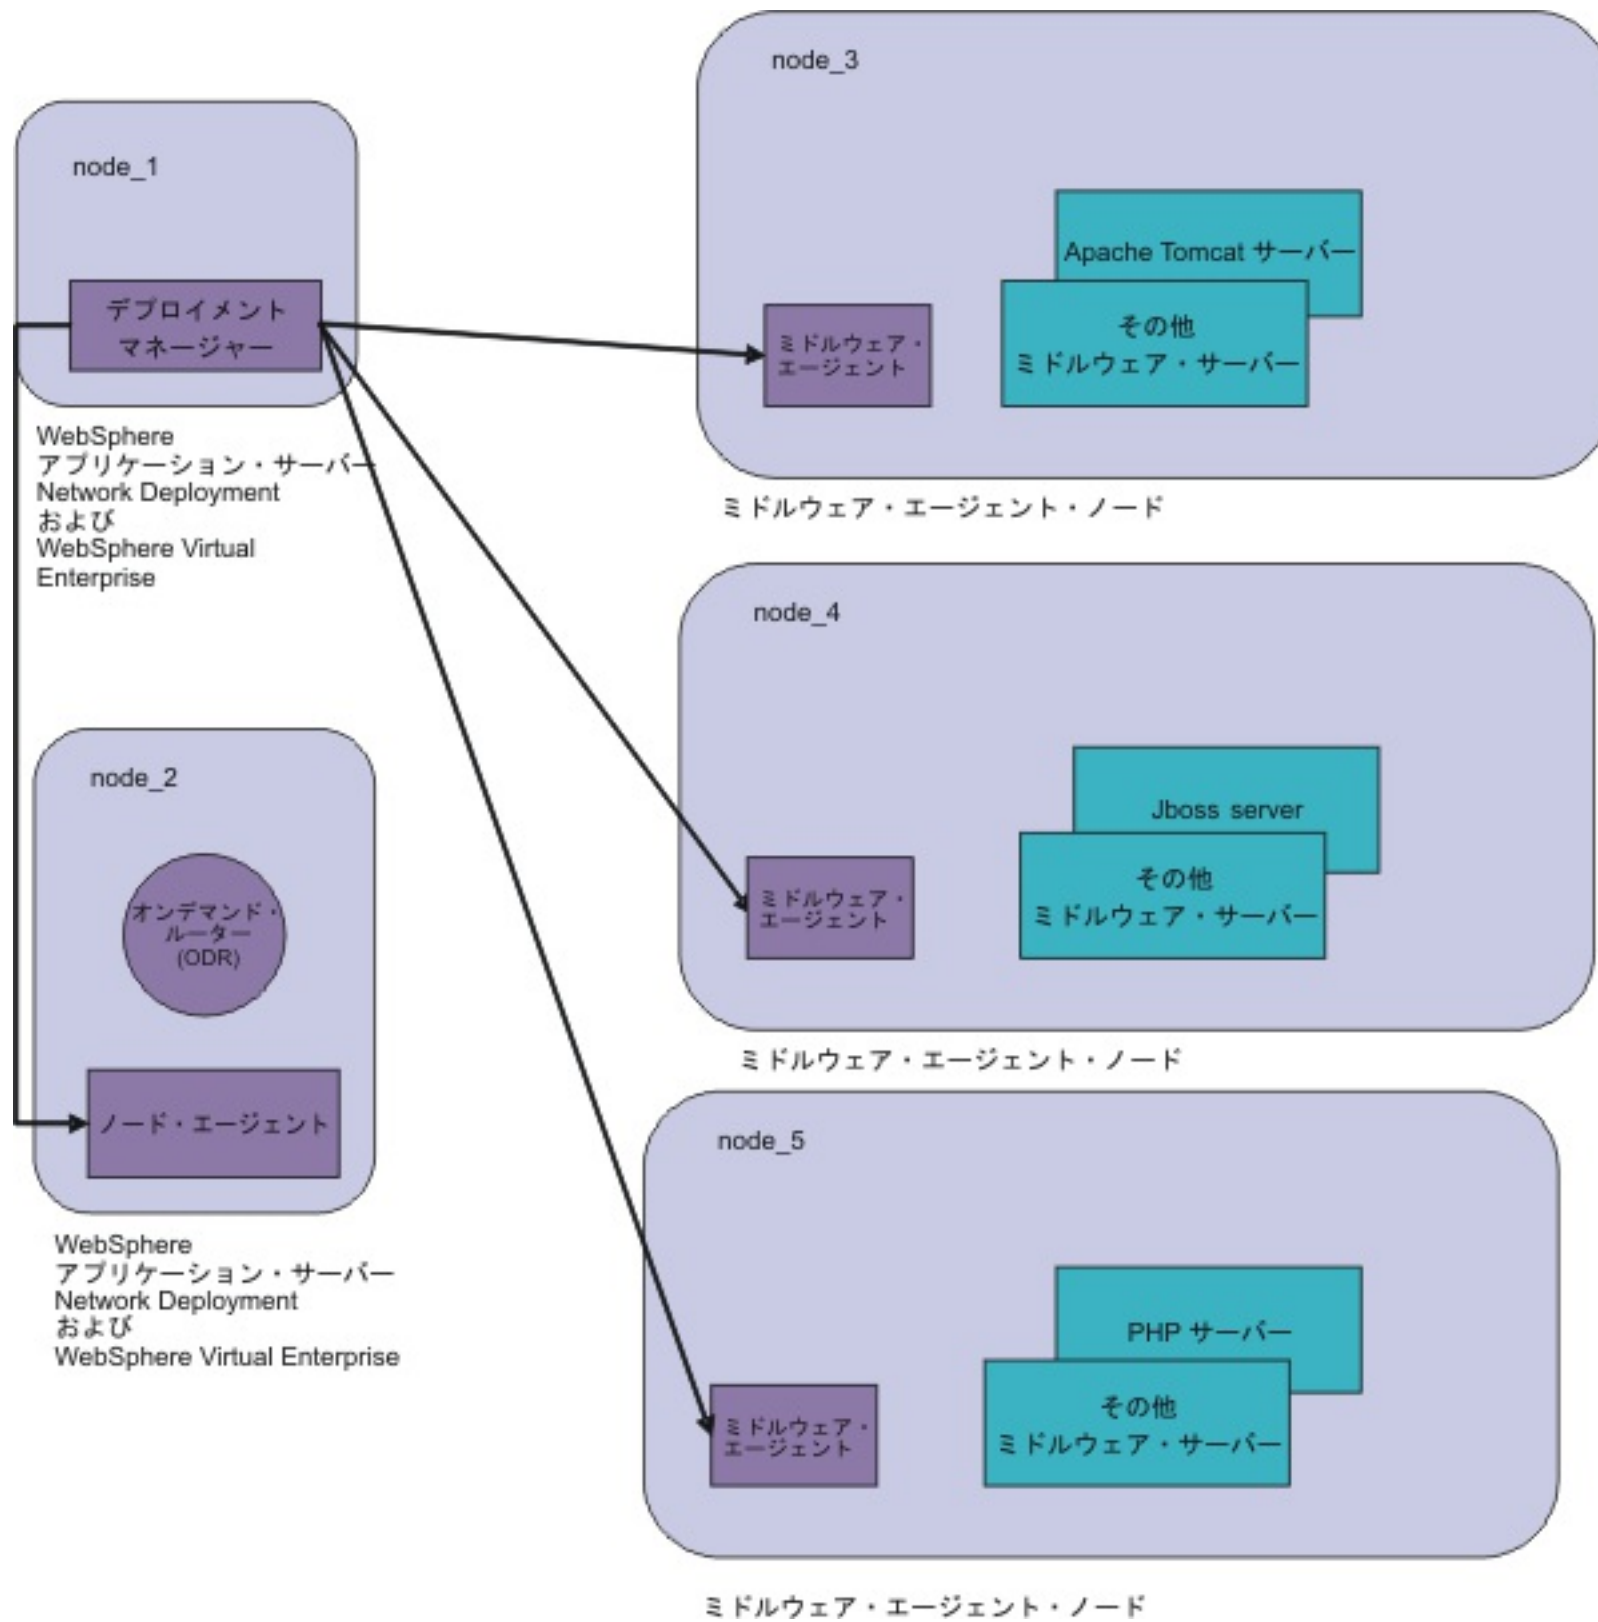 node_1
デプロイメント
マネージャー
WebSphere
アプリケーション・サーバー
Network Deployment
および
WebSphere Virtual
Enterprise
node_2
オンデマンド・
ルーター
(ODR)
ノード・エージェント
WebSphere
アプリケーション・サーバー
Network Deployment
および
WebSphere Virtual Enterprise
node_3
Apache Tomcat サーバー
その他
ミドルウェア・サーバー
ミドルウェア・
エージェント
ミドルウェア・エージェント・ノード
node_4
Jboss server
その他
ミドルウェア・サーバー
ミドルウェア・
エージェント
ミドルウェア・エージェント・ノード
node_5
PHP サーバー
その他
ミドルウェア・サーバー
ミドルウェア・
エージェント
ミドルウェア・エージェント・ノード